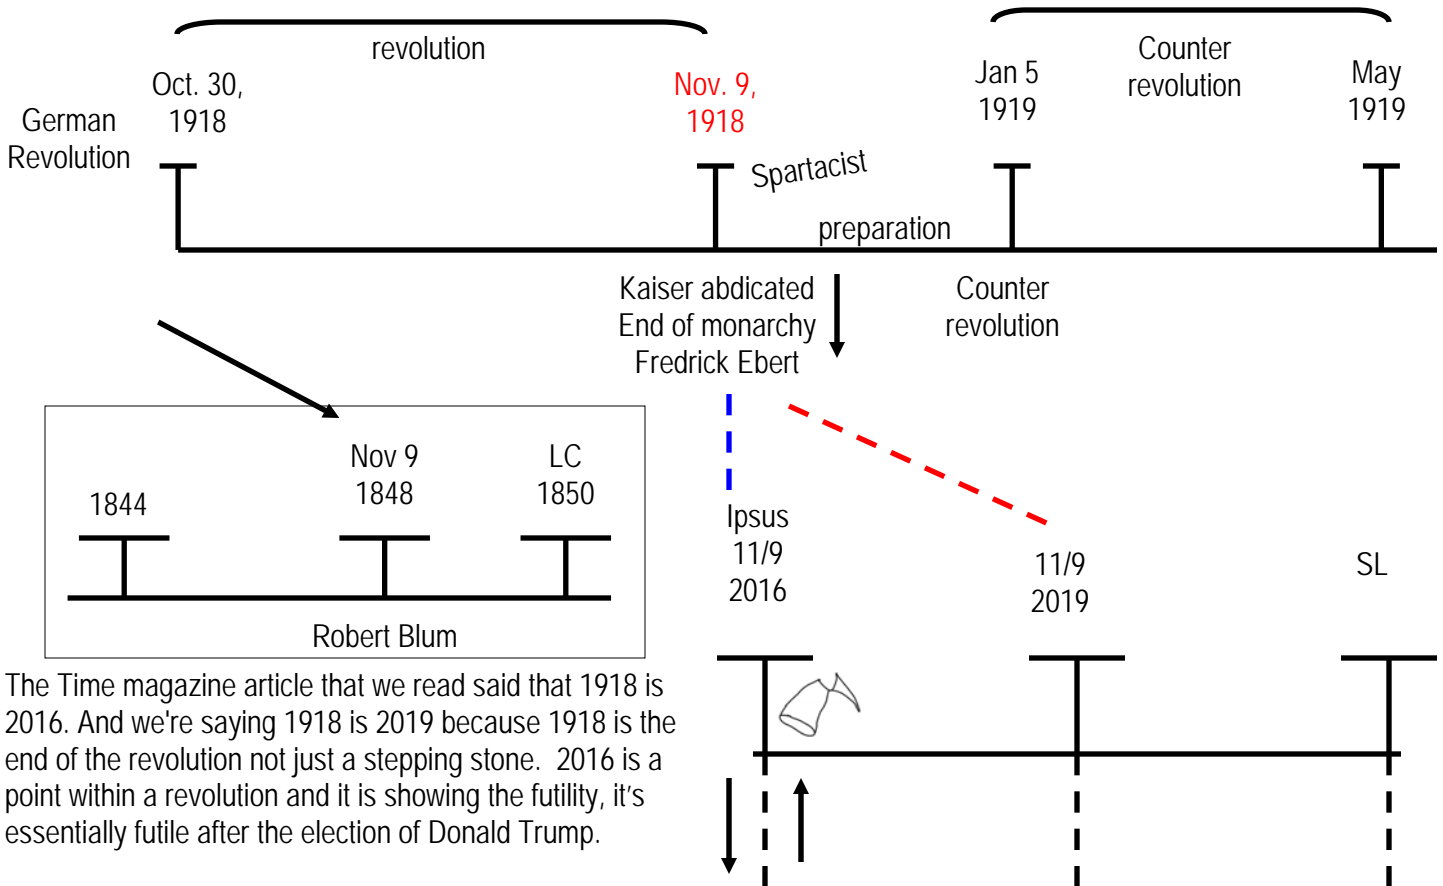 revolution
Counter
revolution
Oct. 30,
1918
Nov. 9,
1918
Jan 5
1919
May
1919
German
Revolution
Spartacist
preparation
Kaiser abdicated
End of monarchy
Fredrick Ebert
Counter
revolution
1844
Nov 9
1848
LC
1850
Robert Blum
Ipsus
11/9
2016
11/9
2019
SL
The Time magazine article that we read said that 1918 is
2016. And we're saying 1918 is 2019 because 1918 is the
end of the revolution not just a stepping stone.  2016 is a
point within a revolution and it is showing the futility, it's
essentially futile after the election of Donald Trump.